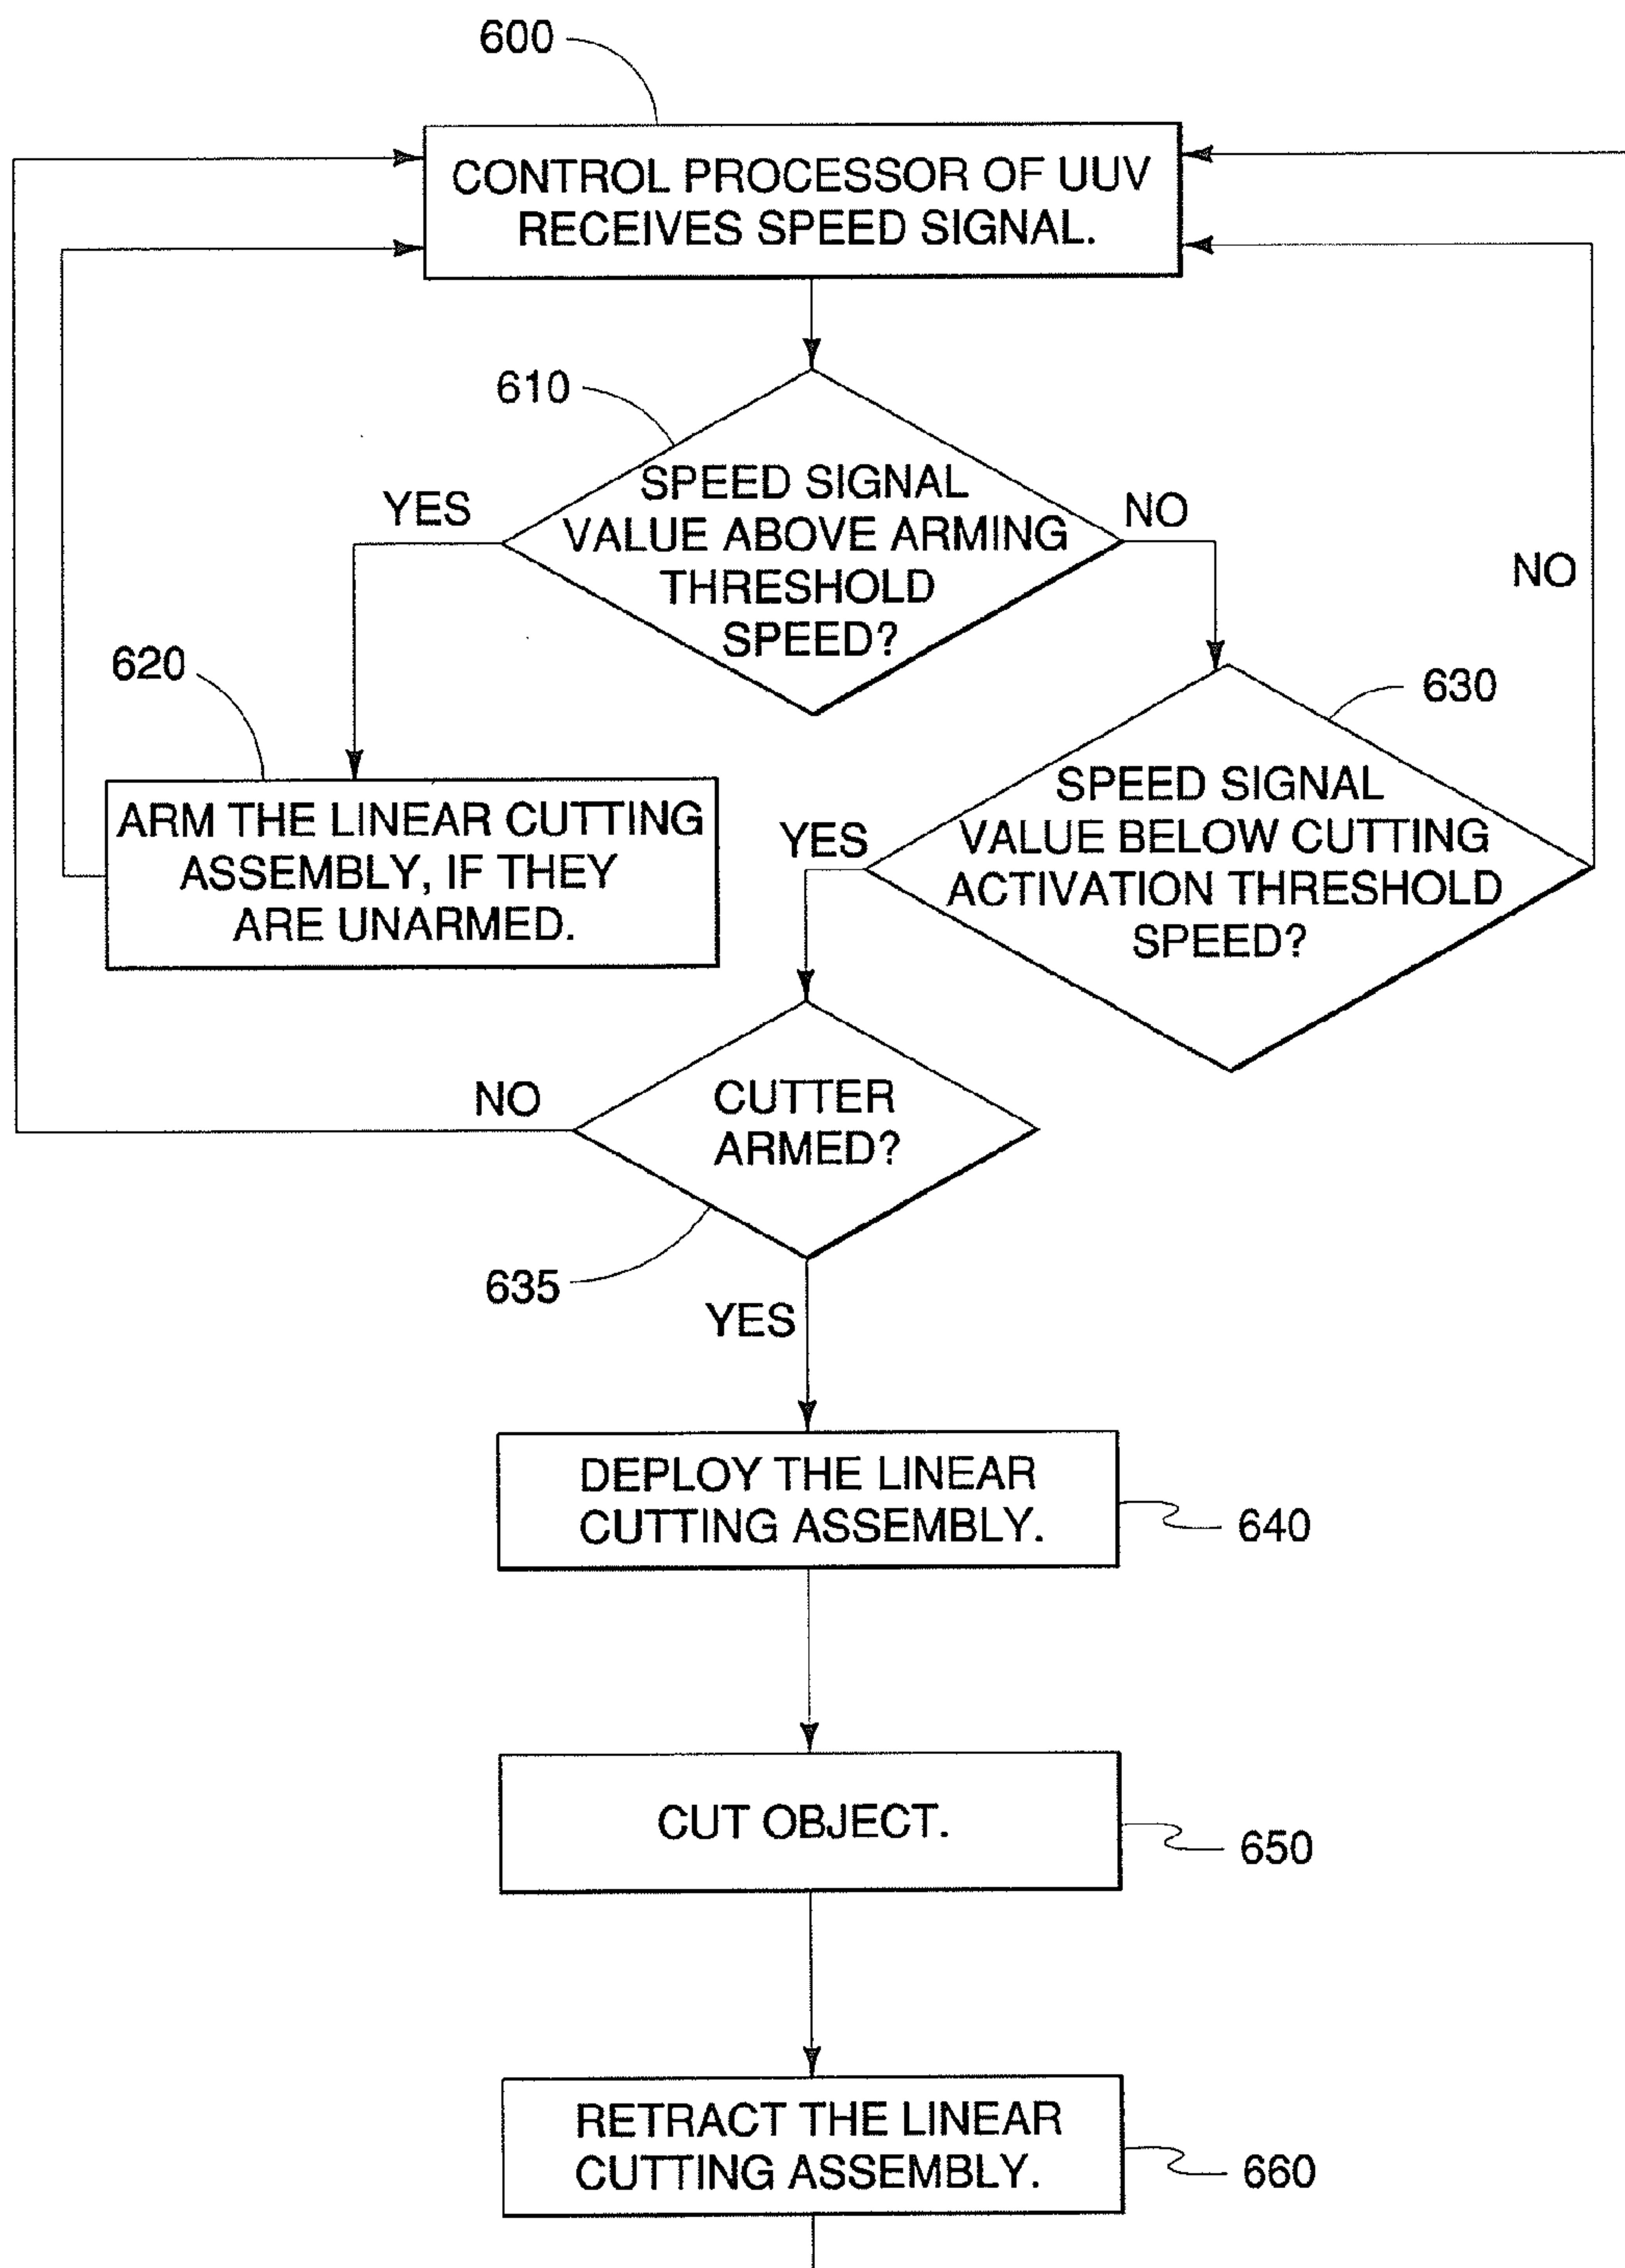 600
CONTROL PROCESSOR OF UUV
RECEIVES SPEED SIGNAL.
610
YES
SPEED SIGNAL
VALUE ABOVE ARMING
THRESHOLD
SPEED?
NO
NO
620
ARM THE LINEAR CUTTING
ASSEMBLY, IF THEY
ARE UNARMED.
630
YES
SPEED SIGNAL
VALUE BELOW CUTTING
ACTIVATION THRESHOLD
SPEED?
NO
CUTTER
ARMED?
635
YES
DEPLOY THE LINEAR
CUTTING ASSEMBLY.
640
CUT OBJECT.
650
RETRACT THE LINEAR
CUTTING ASSEMBLY.
660